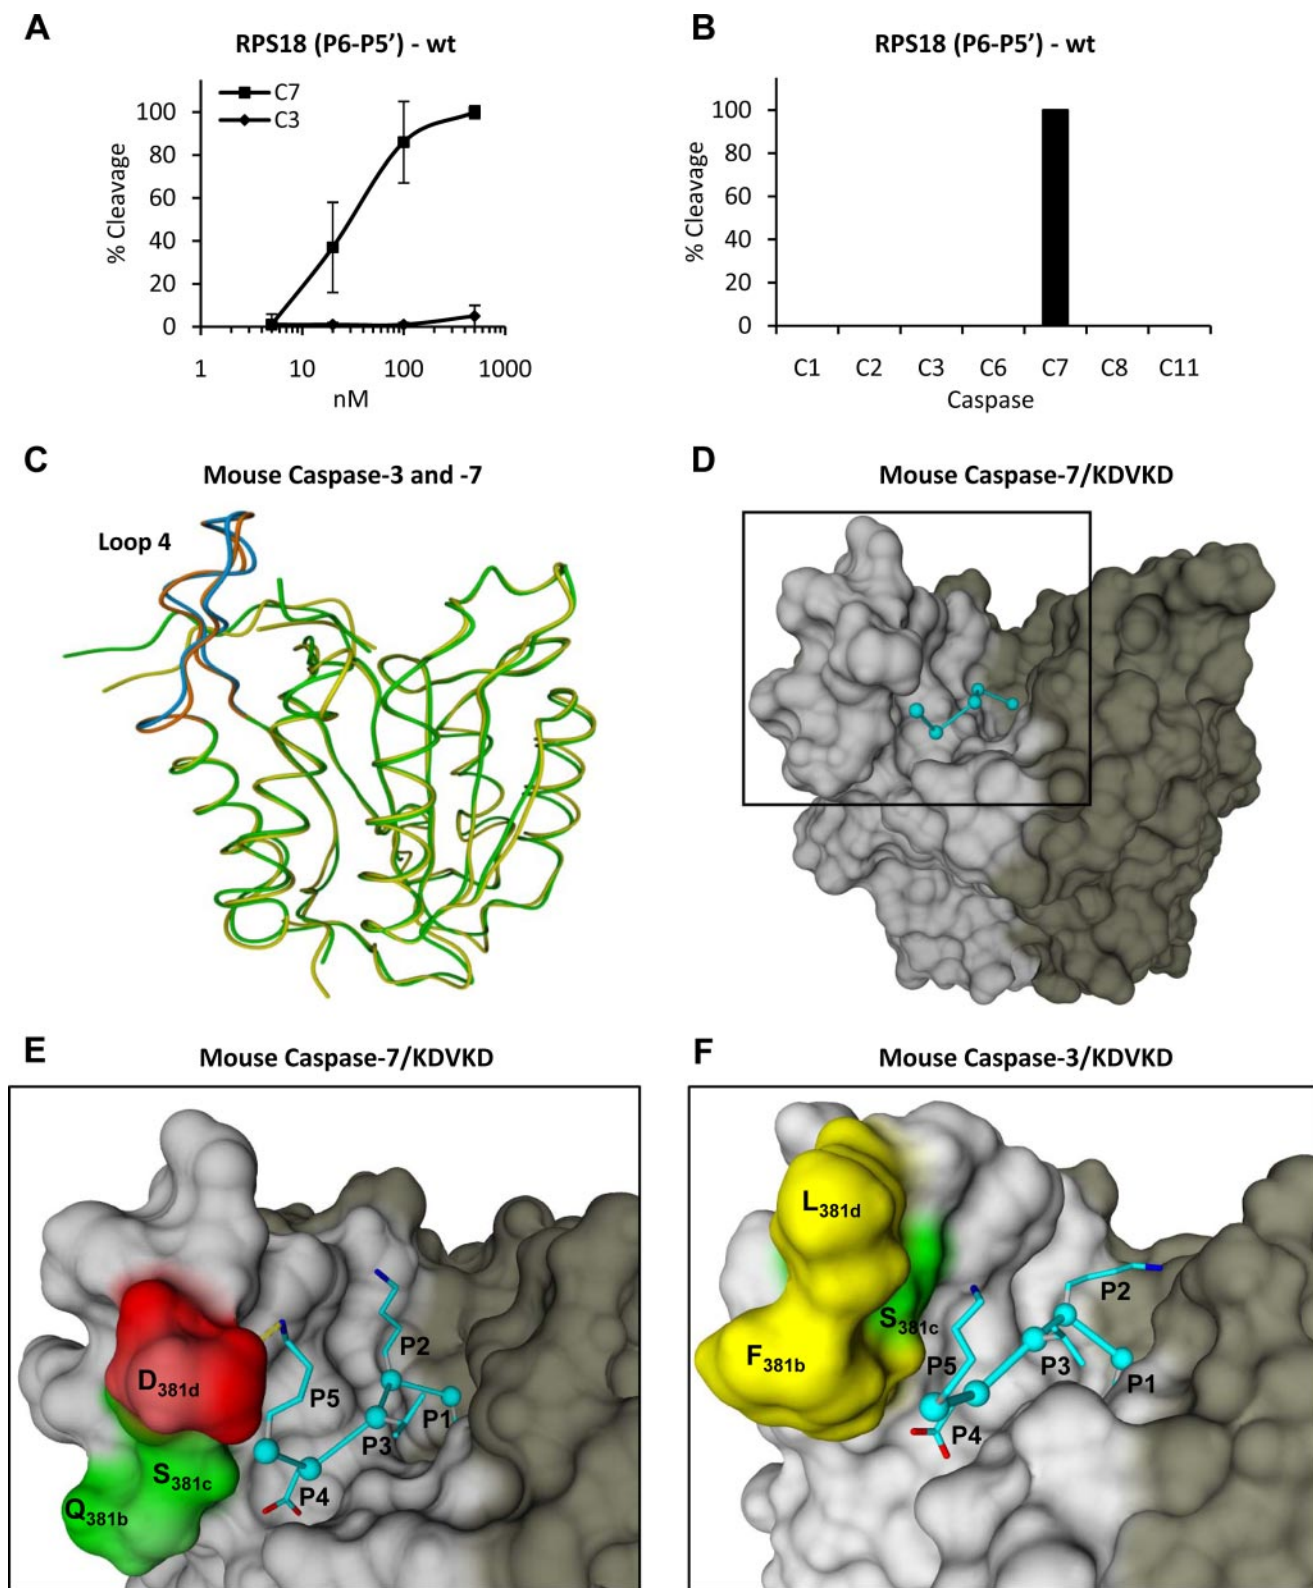 A
RPS18 (P6-P5’) - wt
C7
C3
% Cleavage
100
80
60
40
20
0
1
10
100
1000
nM
B
RPS18 (P6-P5’) - wt
% Cleavage
100
80
60
40
20
0
C1
C2
C3
C6
C7
C8
C11
Caspase
C
Mouse Caspase-3 and -7
Loop 4
D
Mouse Caspase-7/KDVKD
E
Mouse Caspase-7/KDVKD
D381d
S381c
Q381b
P5
P2
P1
P3
P4
F
Mouse Caspase-3/KDVKD
L381d
S381c
F381b
P2
P5
P3
P1
P4